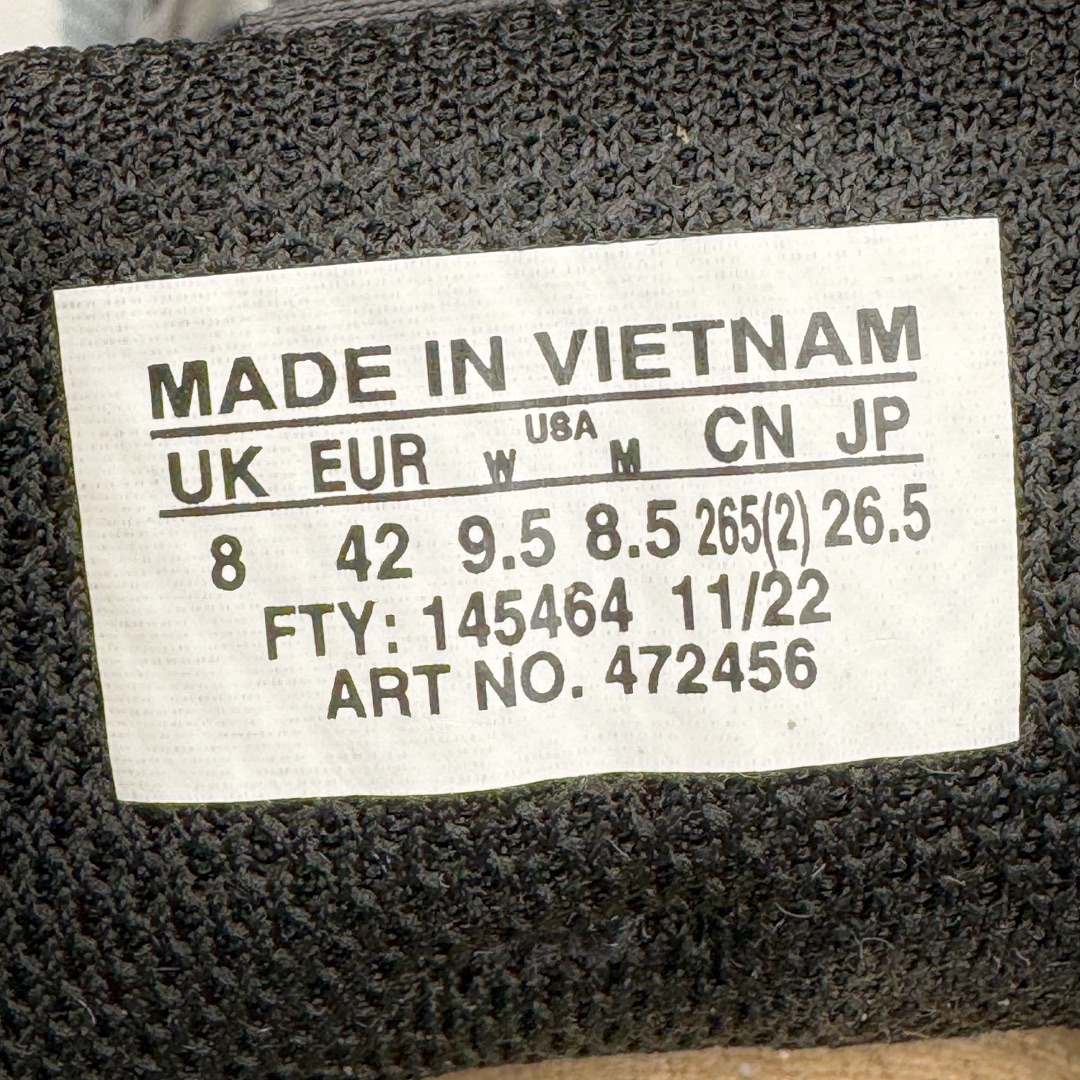 MADE IN VIETNAM
UK EUR W USA M CN JP
8 42 9.5 8.5 265(2) 26.5
FTY: 145464 11/22
ART NO. 472456